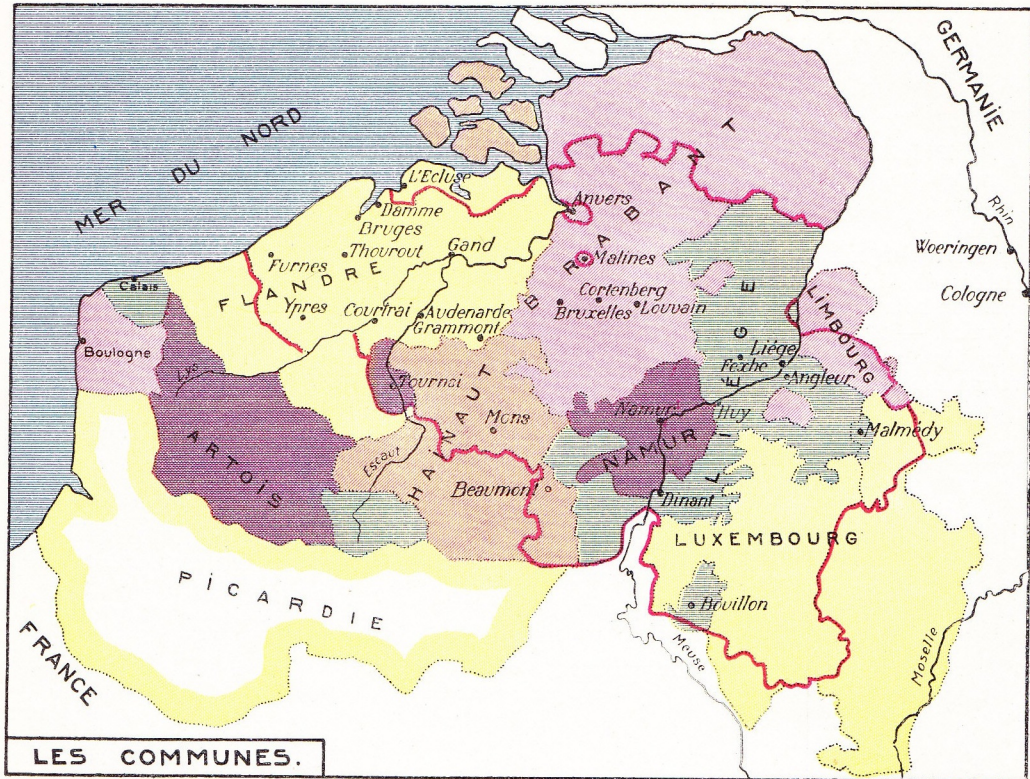 MER DU NORD
GERMANIE
Rhin
L'Ecluse
Damme
Bruges
Anvers
Gand
Thourout
Furnes
FLANDRE
Ypres
Courtrai
Audenarde
Grammont
Calais
Boulogne
Lys
BRABANT
Malines
Cortenberg
Bruxelles
Louvain
Woeringen
Cologne
LIMBOURG
LIÉGE
Liége
Fexhe
Angleur
Tournai
HAÎNAUT
Mons
Namur
Huy
Malmédy
NAMUR
ARTOIS
Escaut
Beaumont
Dinant
LUXEMBOURG
PICARDIE
Bouillon
FRANCE
Meuse
Moselle
LES COMMUNES.